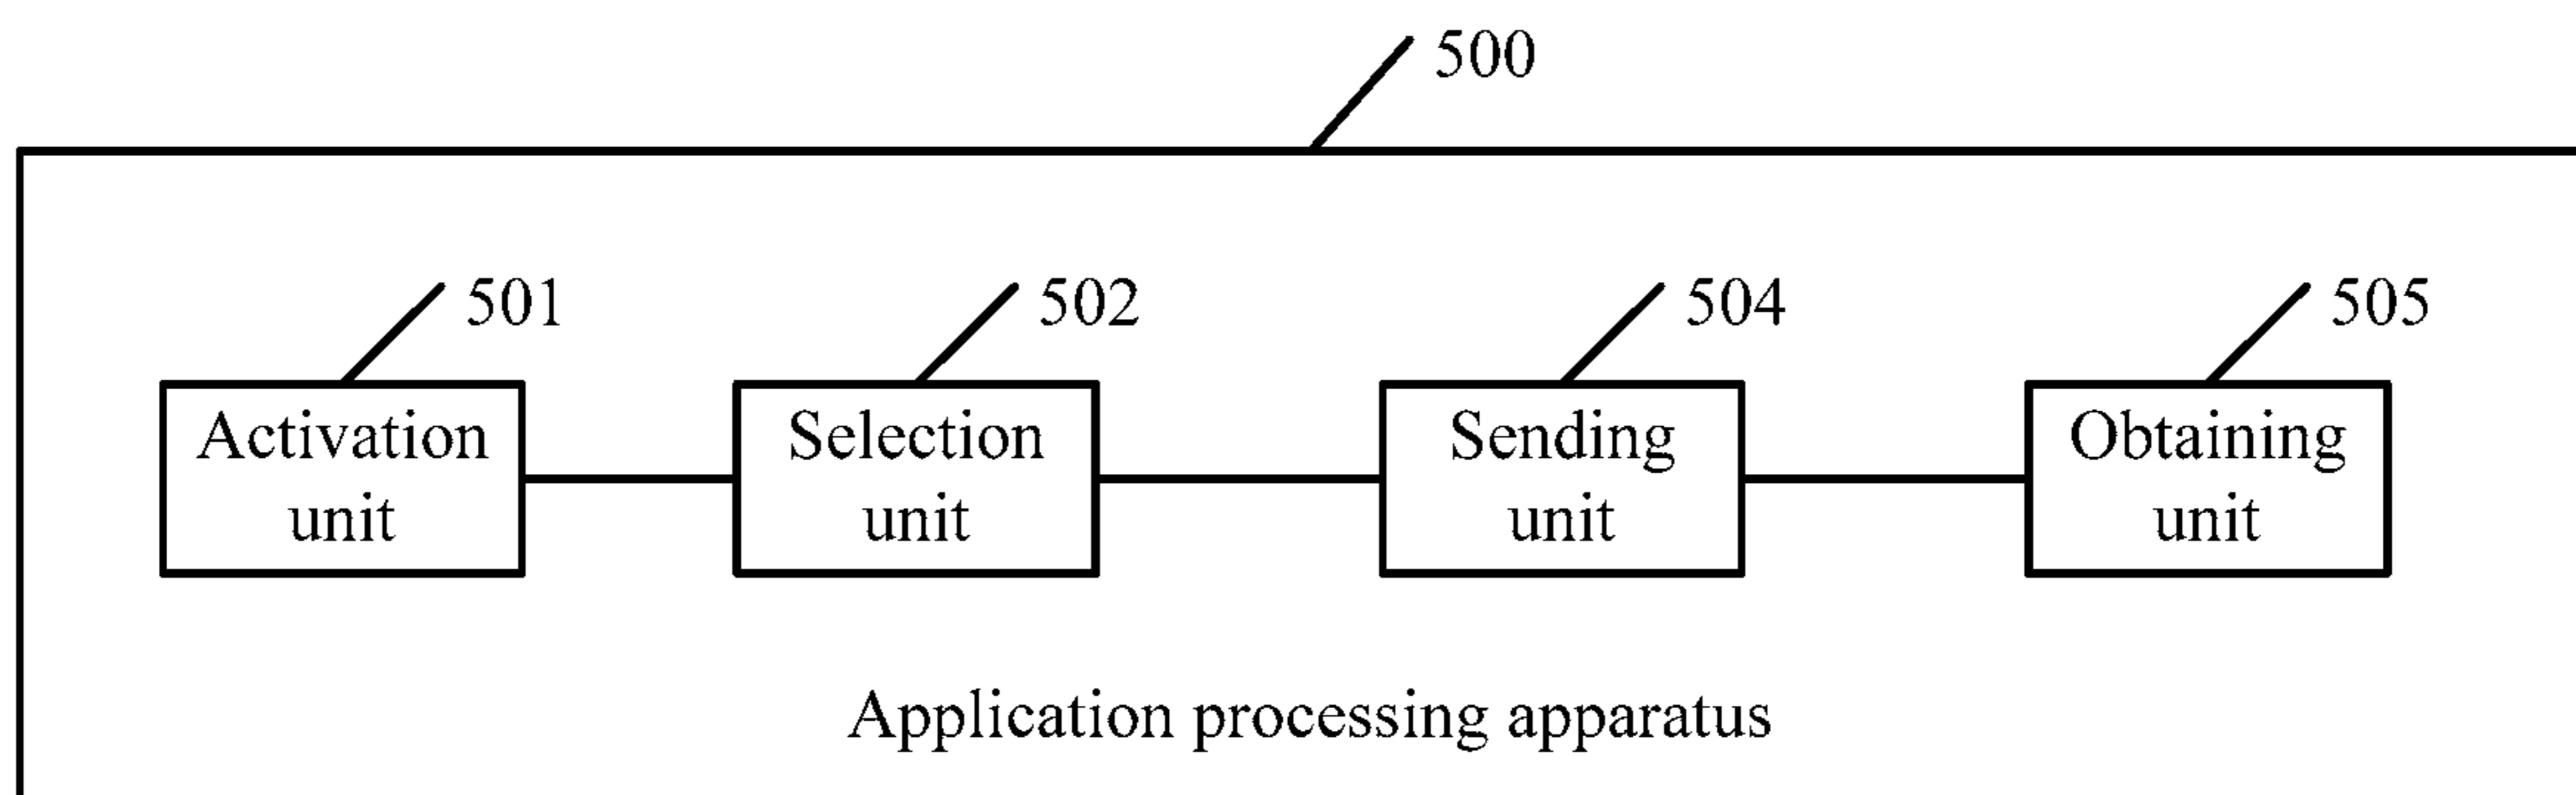 500
501
502
504
505
Activation
unit
Selection
unit
Sending
unit
Obtaining
unit
Application processing apparatus